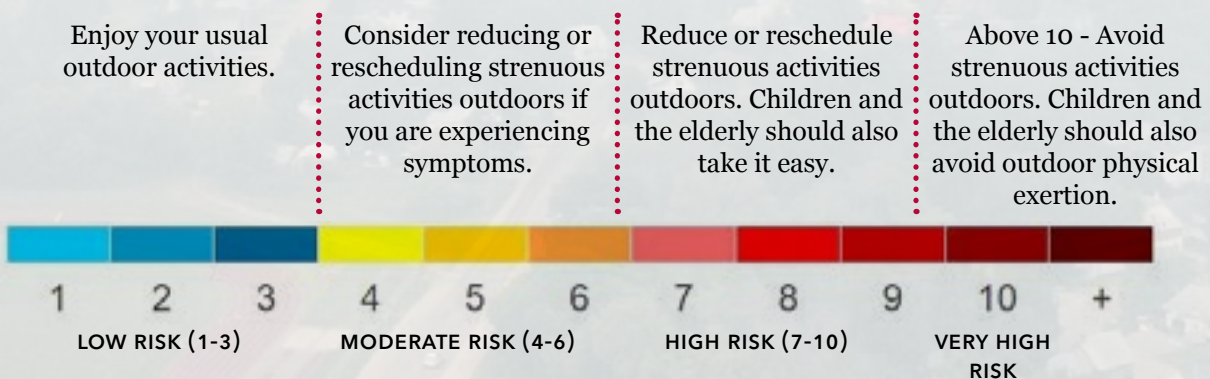 Enjoy your usual
outdoor activities.
Consider reducing or
rescheduling strenuous
activities outdoors if
you are experiencing
symptoms.
Reduce or reschedule
strenuous activities
outdoors. Children and
the elderly should also
take it easy.
Above 10 - Avoid
strenuous activities
outdoors. Children and
the elderly should also
avoid outdoor physical
exertion.
1 2 3 4 5 6 7 8 9 10 +
LOW RISK (1-3)
MODERATE RISK (4-6)
HIGH RISK (7-10)
VERY HIGH
RISK